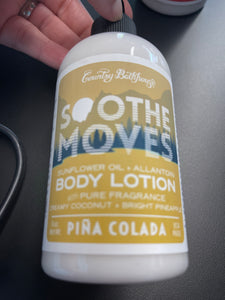 Country Bathhouse
SOOTHE
MOVES
SUNFLOWER OIL + ALLANTOIN
BODY LOTION
WITH PURE FRAGRANCE
CREAMY COCONUT + BRIGHT PINEAPPLE
PIÑA COLADA